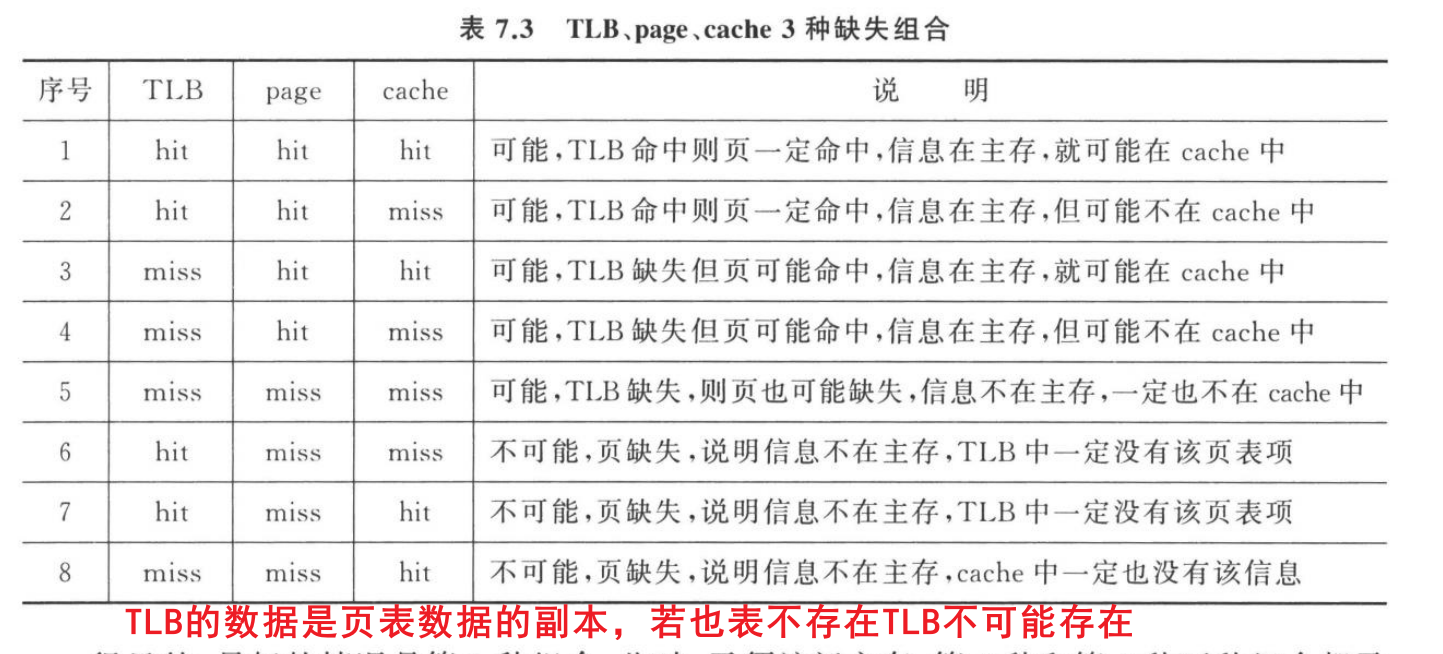 表 7.3 TLB、page、cache 3 种缺失组合
序号 TLB page cache 说 明
1 hit hit hit 可能,TLB 命中则页一定命中,信息在主存,就可能在 cache 中
2 hit hit miss 可能,TLB 命中则页一定命中,信息在主存,但可能不在 cache 中
3 miss hit hit 可能,TLB 缺失但页可能命中,信息在主存,就可能在 cache 中
4 miss hit miss 可能,TLB 缺失但页可能命中,信息在主存,但可能不在 cache 中
5 miss miss miss 可能,TLB 缺失,则页也可能缺失,信息不在主存,一定也不在 cache 中
6 hit miss miss 不可能,页缺失,说明信息不在主存,TLB 中一定没有该页表项
7 hit miss hit 不可能,页缺失,说明信息不在主存,TLB 中一定没有该页表项
8 miss miss hit 不可能,页缺失,说明信息不在主存,cache 中一定也没有该信息
TLB的数据是页表数据的副本，若也表不存在TLB不可能存在